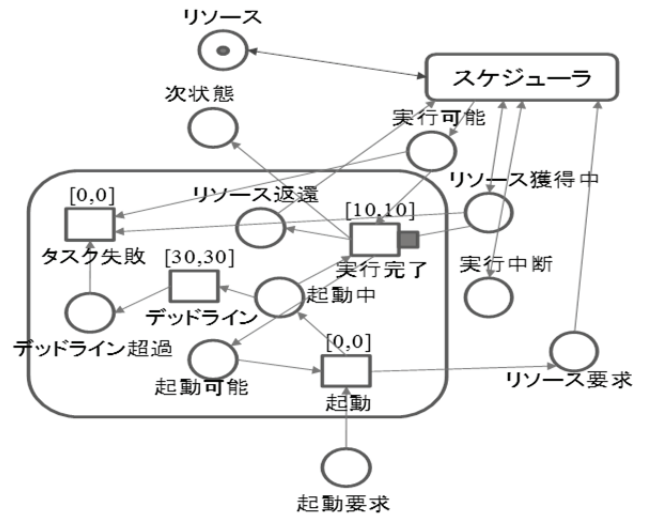 リソース
スケジューラ
次状態
実行可能
[0,0]
リソース返還
[10,10]
リソース獲得中
タスク失敗
[30,30]
実行完了
実行中断
デッドライン
起動中
デッドライン超過
[0,0]
起動可能
起動
リソース要求
起動要求